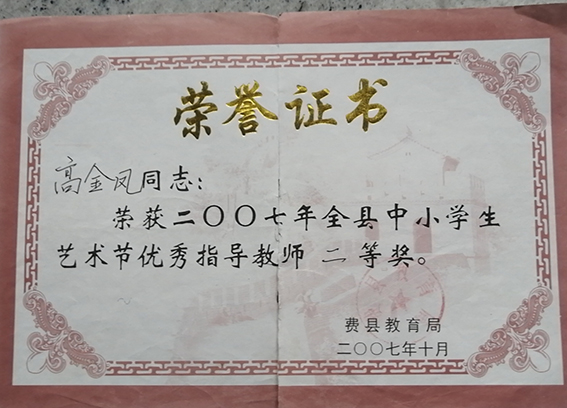 荣誉证书
高金凤同志：
荣获二〇〇七年全县中小学生
艺术节优秀指导教师 二 等奖。
费县教育局
二〇〇七年十月